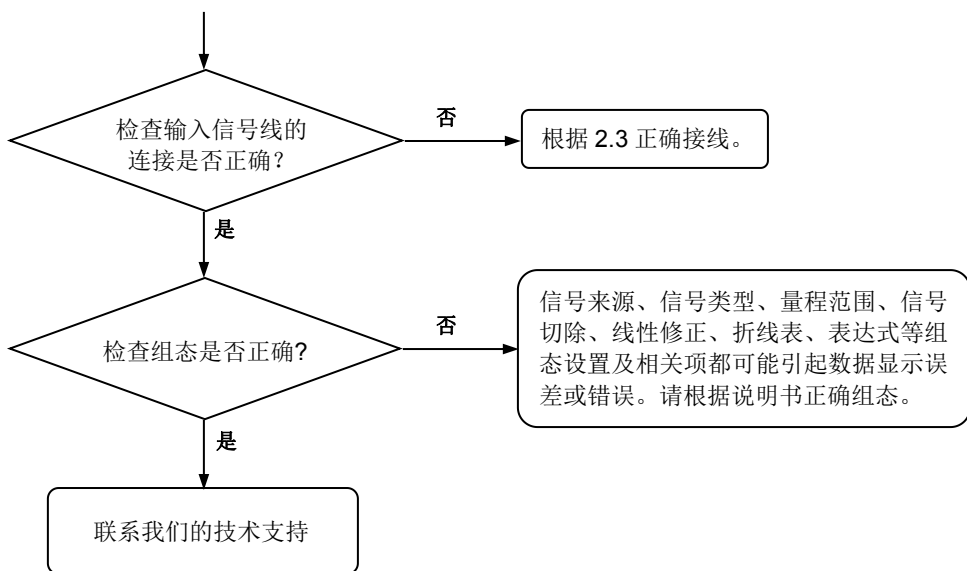 检查输入信号线的
连接是否正确?
否
根据 2.3 正确接线。
是
检查组态是否正确?
否
信号来源、信号类型、量程范围、信号
切除、线性修正、折线表、表达式等组
态设置及相关项都可能引起数据显示误
差或错误。请根据说明书正确组态。
是
联系我们的技术支持